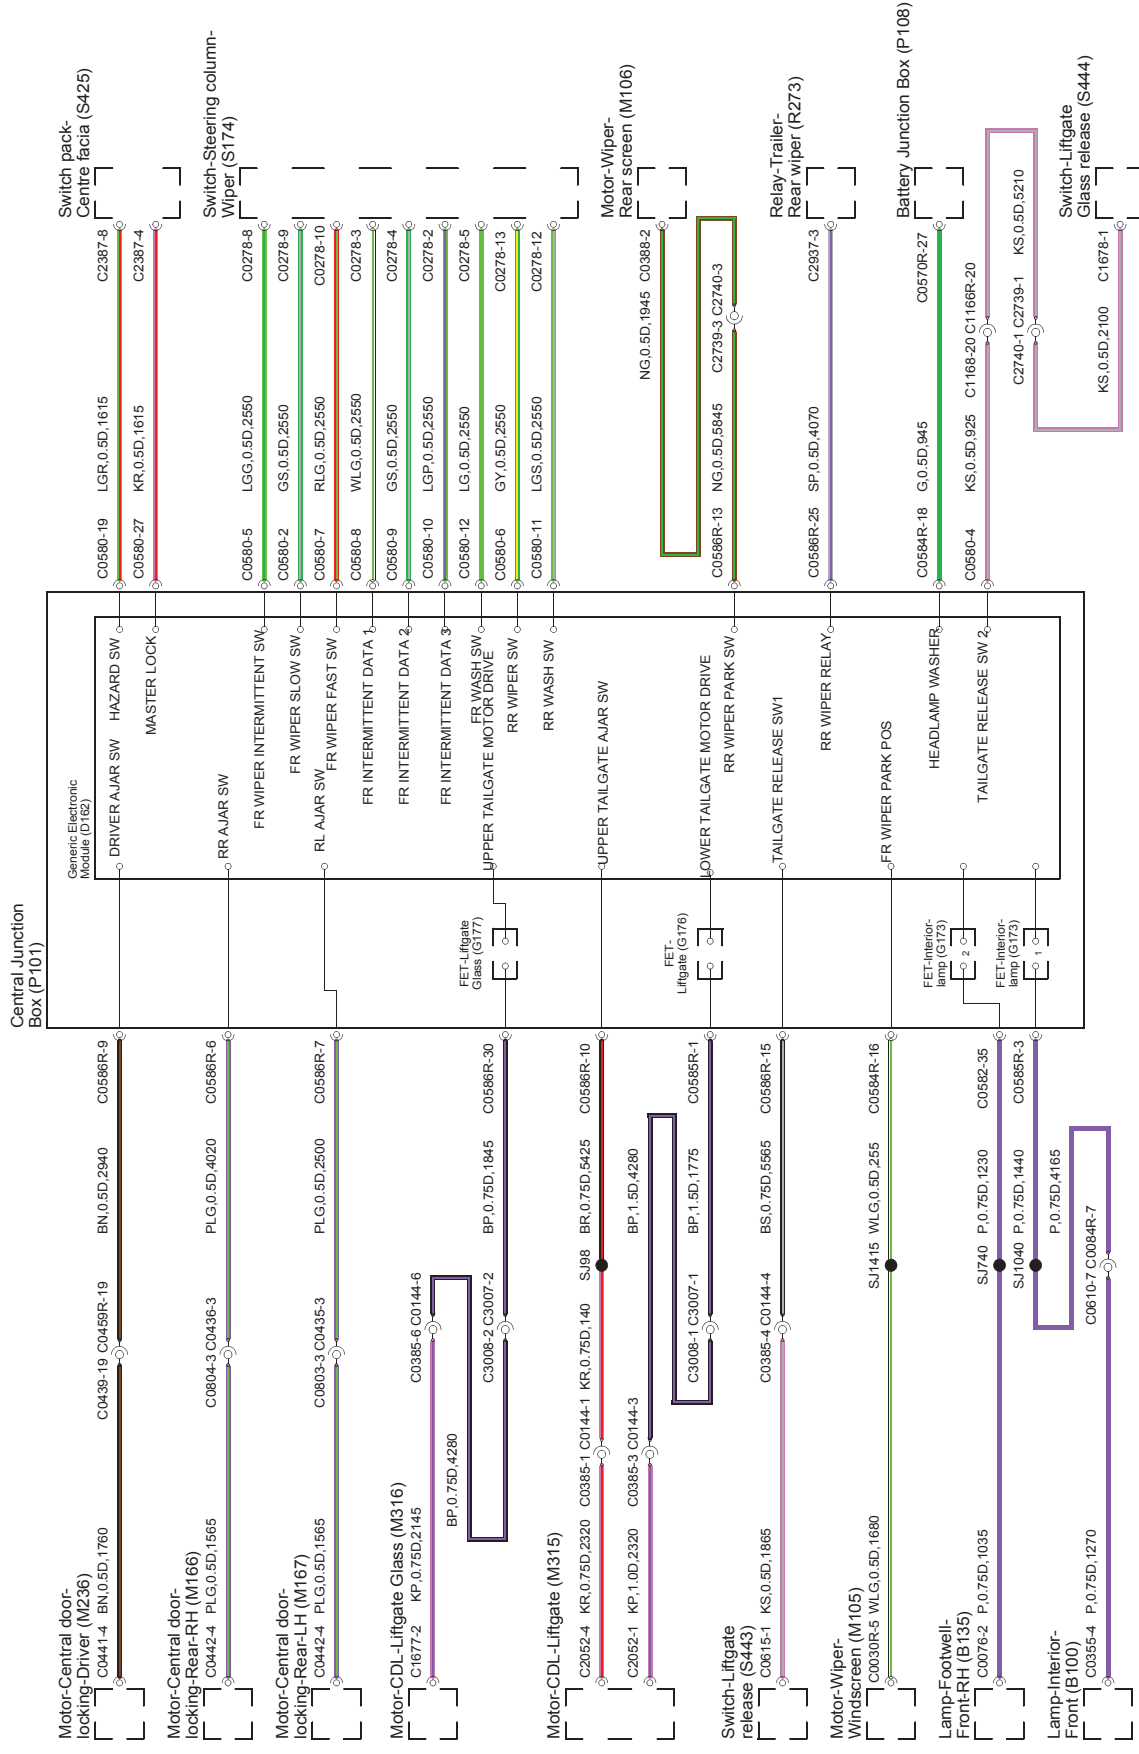 Central Junction
Box (P101)
Generic Electronic
Module (D162)
Switch pack-
Centre facia (S425)
C2387-8
LGR,0.5D,1615
C0580-19
HAZARD SW
C2387-4
KR,0.5D,1615
C0580-27
MASTER LOCK
Switch-Steering column-
Wiper (S174)
C0278-8
LGG,0.5D,2550
C0580-5
FR WIPER INTERMITTENT SW
C0278-9
GS,0.5D,2550
C0580-2
FR WIPER SLOW SW
C0278-10
RLG,0.5D,2550
C0580-7
FR WIPER FAST SW
C0278-3
WLG,0.5D,2550
C0580-8
FR INTERMITTENT DATA 1
C0278-4
GS,0.5D,2550
C0580-9
FR INTERMITTENT DATA 2
C0278-2
LGP,0.5D,2550
C0580-10
FR INTERMITTENT DATA 3
C0278-5
LG,0.5D,2550
C0580-12
FR WASH SW
C0278-13
GY,0.5D,2550
C0580-6
RR WIPER SW
C0278-12
LGS,0.5D,2550
C0580-11
RR WASH SW
Motor-Wiper-
Rear screen (M106)
C0388-2
NG,0.5D,1945
C2739-3 C2740-3
NG,0.5D,5845
C0586R-13
RR WIPER PARK SW
Relay-Trailer-
Rear wiper (R273)
C2937-3
SP,0.5D,4070
C0586R-25
RR WIPER RELAY
Battery Junction Box (P108)
C0570R-27
G,0.5D,945
C0584R-18
HEADLAMP WASHER
C1168-20 C1166R-20
KS,0.5D,925
C0580-4
TAILGATE RELEASE SW 2
KS,0.5D,5210
C2740-1 C2739-1
Switch-Liftgate
Glass release (S444)
C1678-1
KS,0.5D,2100
DRIVER AJAR SW
C0586R-9
BN,0.5D,2940
C0439-19 C0459R-19
BN,0.5D,1760
C0441-4
Motor-Central door-
locking-Driver (M236)
RR AJAR SW
C0586R-6
PLG,0.5D,4020
C0804-3 C0436-3
PLG,0.5D,1565
C0442-4
Motor-Central door-
locking-Rear-RH (M166)
RL AJAR SW
C0586R-7
PLG,0.5D,2500
C0803-3 C0435-3
PLG,0.5D,1565
C0442-4
Motor-Central door-
locking-Rear-LH (M167)
UPPER TAILGATE MOTOR DRIVE
FET-Liftgate
Glass (G177)
C0586R-30
BP,0.75D,1845
C3008-2 C3007-2
BP,0.75D,4280
C0385-6 C0144-6
KP,0.75D,2145
C1677-2
Motor-CDL-Liftgate Glass (M316)
UPPER TAILGATE AJAR SW
C0586R-10
BR,0.75D,5425
SJ98
KR,0.75D,140
C0385-1 C0144-1
KR,0.75D,2320
C2052-4
Motor-CDL-Liftgate (M315)
LOWER TAILGATE MOTOR DRIVE
FET-
Liftgate (G176)
C0585R-1
BP,1.5D,1775
C3008-1 C3007-1
BP,1.5D,4280
C0385-3 C0144-3
KP,1.0D,2320
C2052-1
TAILGATE RELEASE SW1
C0586R-15
BS,0.75D,5565
C0385-4 C0144-4
KS,0.5D,1865
C0615-1
Switch-Liftgate
release (S443)
FR WIPER PARK POS
C0584R-16
WLG,0.5D,255
SJ1415
WLG,0.5D,1680
C0030R-5
Motor-Wiper-
Windscreen (M105)
FET-Interior-
lamp (G173)
2
C0582-35
P,0.75D,1230
SJ740
P,0.75D,1035
C0076-2
Lamp-Footwell-
Front-RH (B135)
FET-Interior-
lamp (G173)
1
C0585R-3
P,0.75D,1440
SJ1040
P,0.75D,4165
C0610-7 C0084R-7
P,0.75D,1270
C0355-4
Lamp-Interior-
Front (B100)